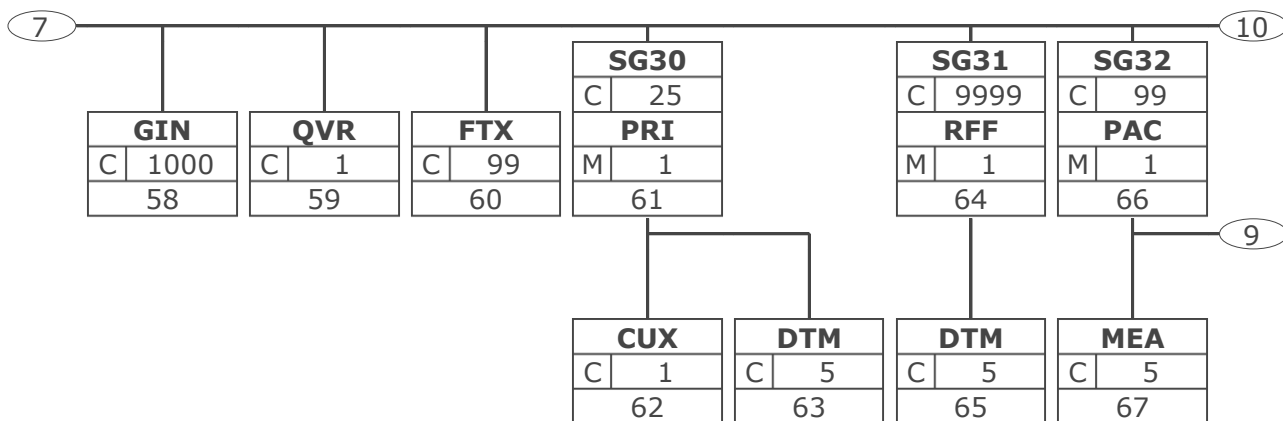 7 10
SG30 SG31 SG32
C 25 C 9999 C 99
GIN QVR FTX PRI RFF PAC
C 1000 C 1 C 99 M 1 M 1 M 1
58 59 60 61 64 66
9
CUX DTM DTM MEA
C 1 C 5 C 5 C 5
62 63 65 67